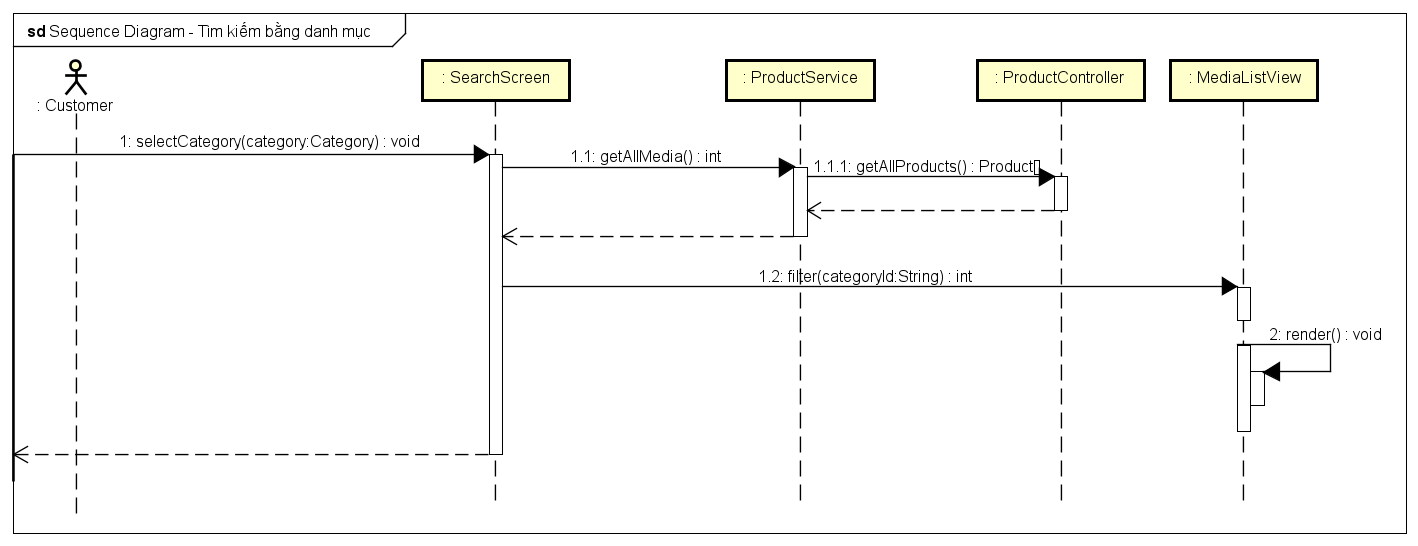 sd Sequence Diagram - Tìm kiếm bằng danh mục
: Customer
: SearchScreen
: ProductService
: ProductController
: MediaListView
1: selectCategory(category:Category) : void
1.1: getAllMedia() : int
1.1.1: getAllProducts() : Product[]
1.2: filter(categoryId:String) : int
2: render() : void